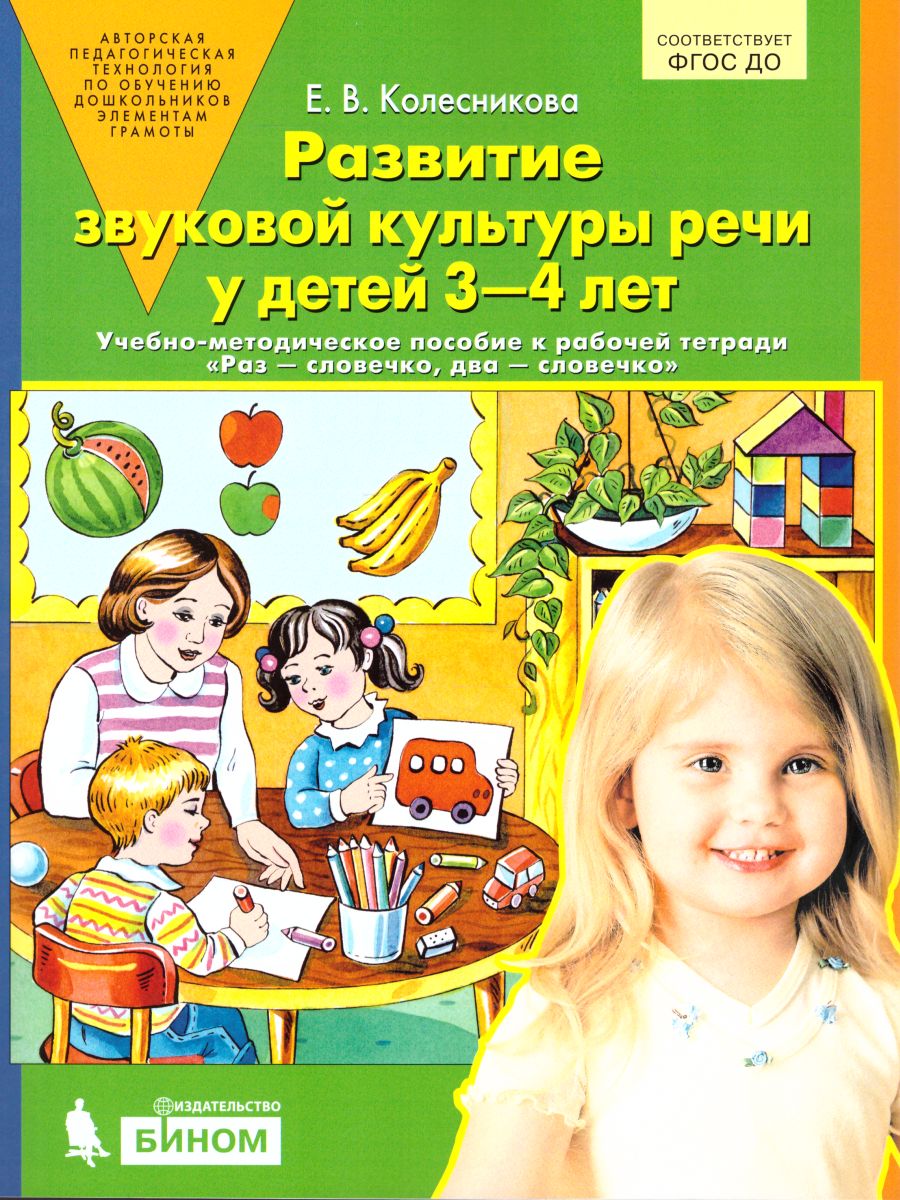 АВТОРСКАЯ
ПЕДАГОГИЧЕСКАЯ
ТЕХНОЛОГИЯ
ПО ОБУЧЕНИЮ
ДОШКОЛЬНИКОВ
ЭЛЕМЕНТАМ
ГРАМОТЫ
СООТВЕТСТВУЕТ
ФГОС ДО
Е. В. Колесникова
Развитие
звуковой культуры речи
у детей 3—4 лет
Учебно-методическое пособие к рабочей тетради
«Раз — словечко, два — словечко»
ИЗДАТЕЛЬСТВО
БИНОМ